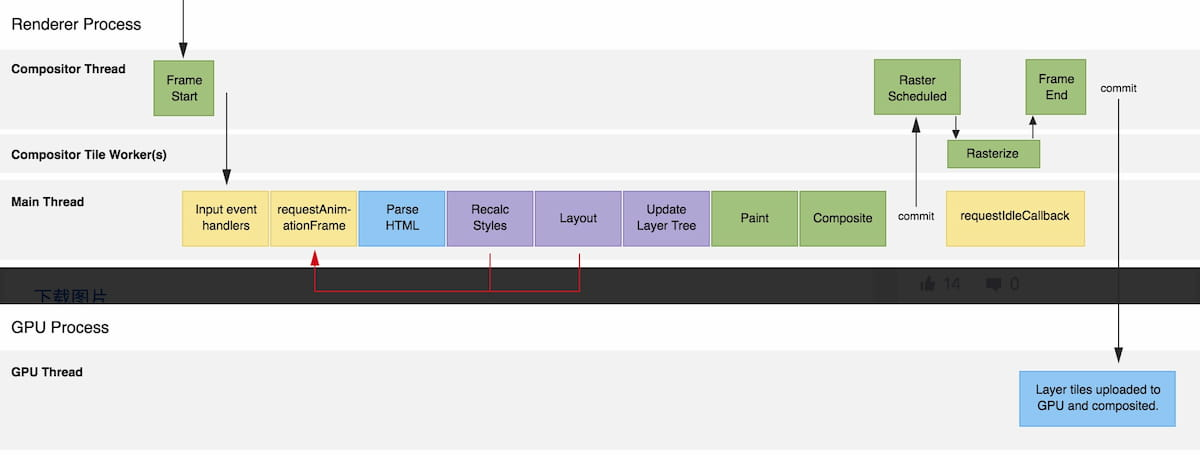 Renderer Process
Compositor Thread
Frame
Start
Raster
Scheduled
Frame
End
commit
Compositor Tile Worker(s)
Rasterize
Main Thread
Input event
handlers
requestAnim-
ationFrame
Parse
HTML
Recalc
Styles
Layout
Update
Layer Tree
Paint
Composite
commit
requestIdleCallback
下载图片
14
0
GPU Process
GPU Thread
Layer tiles uploaded to
GPU and composited.